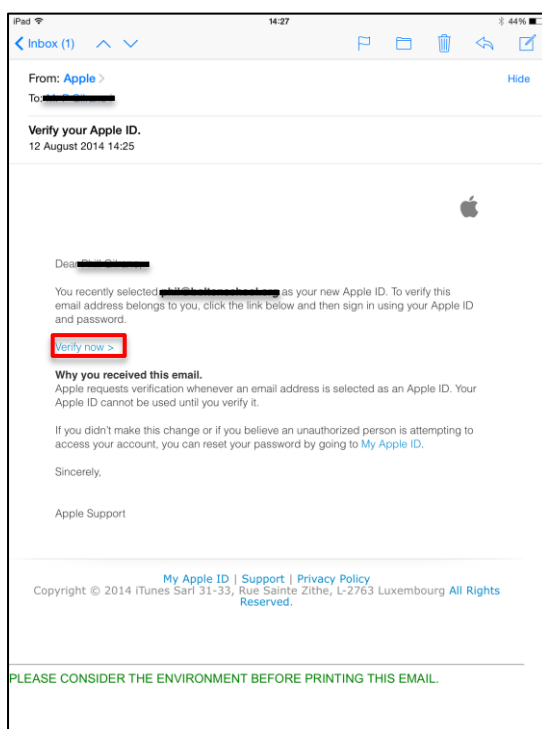 iPad 14:27 44%
Inbox (1)
From: Apple > Hide
To:
Verify your Apple ID.
12 August 2014 14:25
Dear
You recently selected as your new Apple ID. To verify this
email address belongs to you, click the link below and then sign in using your Apple ID
and password.
Verify now >
Why you received this email.
Apple requests verification whenever an email address is selected as an Apple ID. Your
Apple ID cannot be used until you verify it.
If you didn't make this change or if you believe an unauthorized person is attempting to
access your account, you can reset your password by going to My Apple ID.
Sincerely,
Apple Support
My Apple ID | Support | Privacy Policy
Copyright © 2014 iTunes Sarl 31-33, Rue Sainte Zithe, L-2763 Luxembourg All Rights
Reserved.
PLEASE CONSIDER THE ENVIRONMENT BEFORE PRINTING THIS EMAIL.